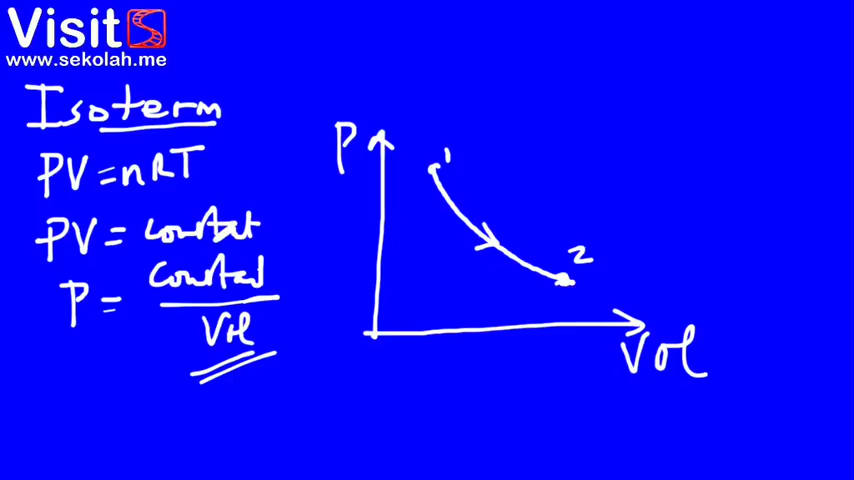 Visit S
www.sekolah.me
Isoterm
PV=nRT
PV= constant
P= constant
Vol
P
1
2
Vol